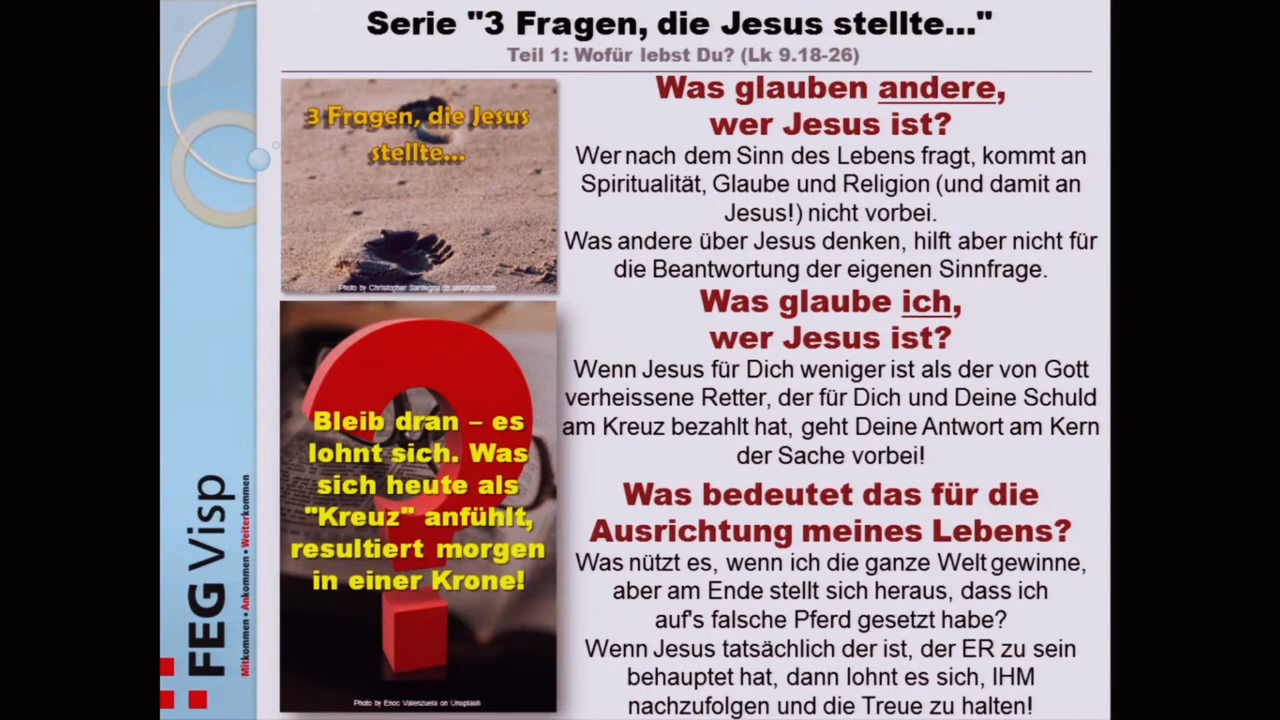 Serie "3 Fragen, die Jesus stellte..."
Teil 1: Wofür lebst Du? (Lk 9.18-26)
3 Fragen, die Jesus
stellte...
Photo by Christopher Sardegna on unsplash.com
Bleib dran – es
lohnt sich. Was
sich heute als
"Kreuz" anfühlt,
resultiert morgen
in einer Krone!
Photo by Enoc Valenzuela on Unsplash
Was glauben andere,
wer Jesus ist?
Wer nach dem Sinn des Lebens fragt, kommt an
Spiritualität, Glaube und Religion (und damit an
Jesus!) nicht vorbei.
Was andere über Jesus denken, hilft aber nicht für
die Beantwortung der eigenen Sinnfrage.
Was glaube ich,
wer Jesus ist?
Wenn Jesus für Dich weniger ist als der von Gott
verheissene Retter, der für Dich und Deine Schuld
am Kreuz bezahlt hat, geht Deine Antwort am Kern
der Sache vorbei!
Was bedeutet das für die
Ausrichtung meines Lebens?
Was nützt es, wenn ich die ganze Welt gewinne,
aber am Ende stellt sich heraus, dass ich
auf's falsche Pferd gesetzt habe?
Wenn Jesus tatsächlich der ist, der ER zu sein
behauptet hat, dann lohnt es sich, IHM
nachzufolgen und die Treue zu halten!
FEG Visp
Mitkommen • Ankommen • Weiterkommen